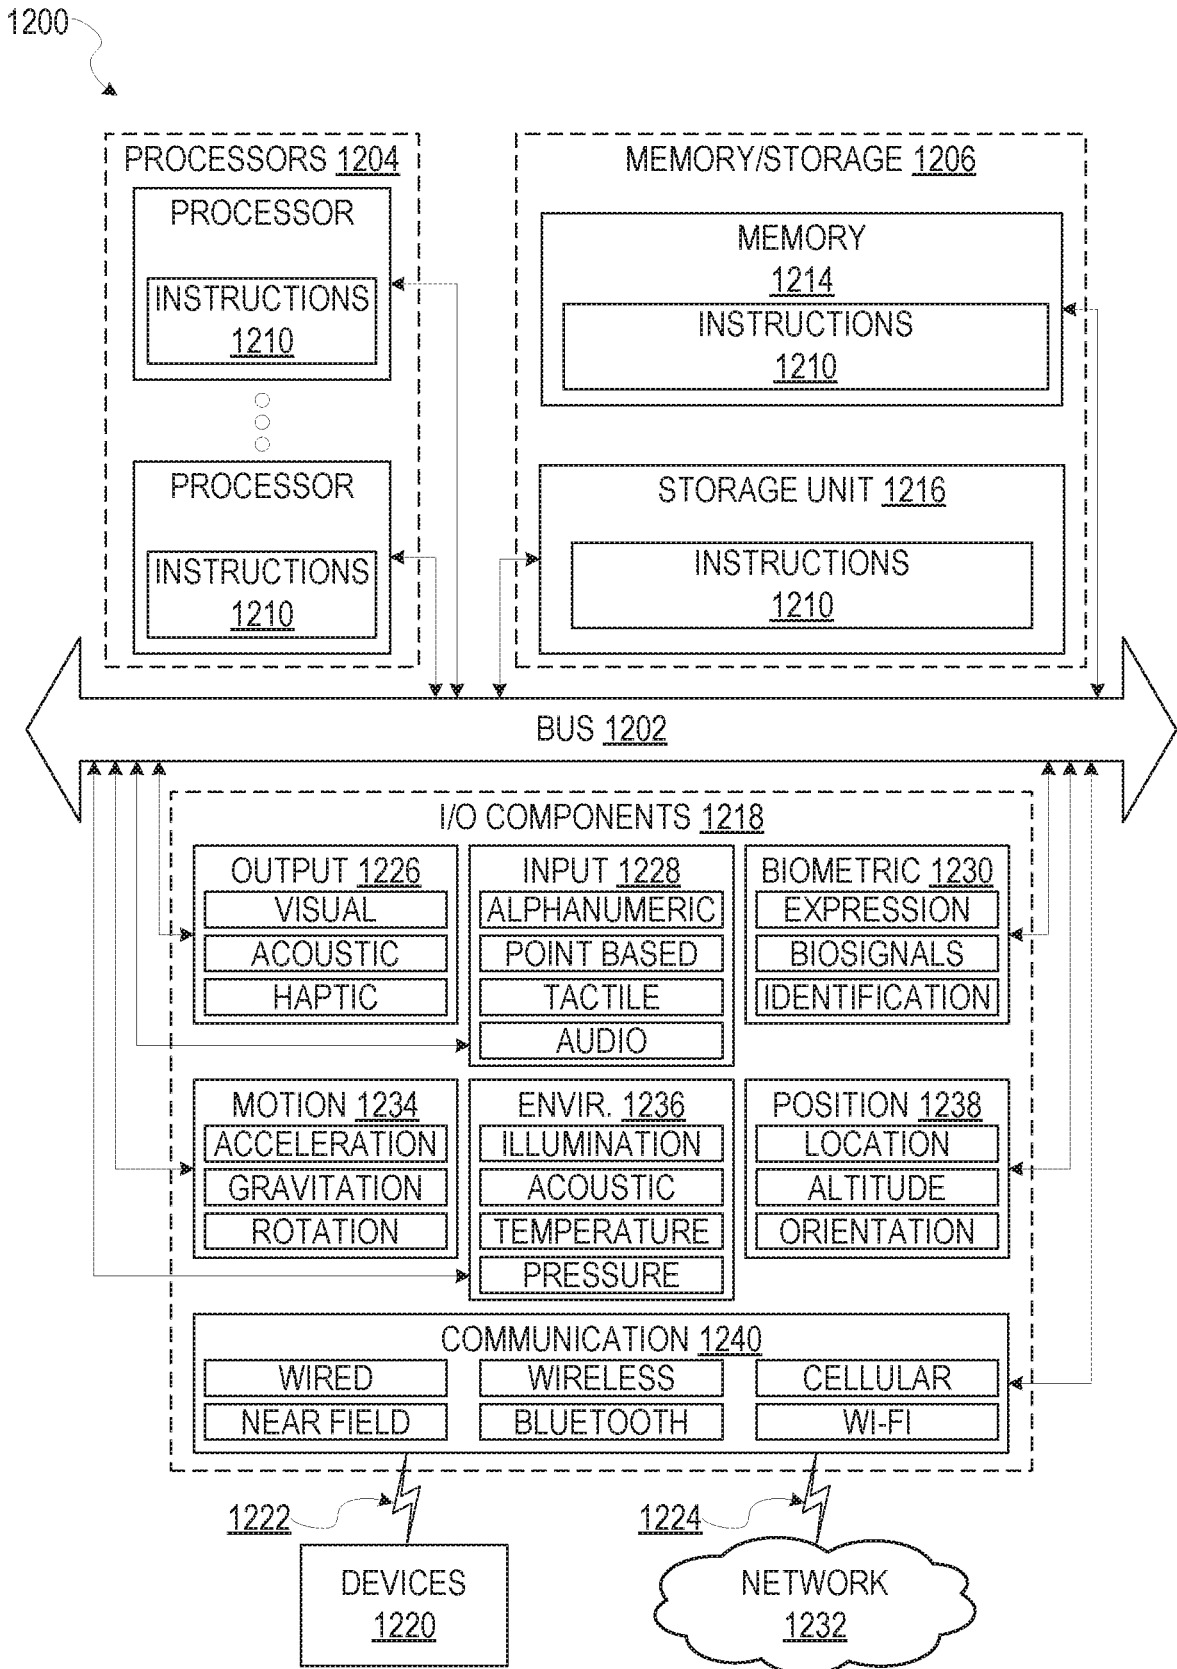 1200
PROCESSORS 1204
PROCESSOR
INSTRUCTIONS
1210
PROCESSOR
INSTRUCTIONS
1210
MEMORY/STORAGE 1206
MEMORY
1214
INSTRUCTIONS
1210
STORAGE UNIT 1216
INSTRUCTIONS
1210
BUS 1202
I/O COMPONENTS 1218
OUTPUT 1226
VISUAL
ACOUSTIC
HAPTIC
INPUT 1228
ALPHANUMERIC
POINT BASED
TACTILE
AUDIO
BIOMETRIC 1230
EXPRESSION
BIOSIGNALS
IDENTIFICATION
MOTION 1234
ACCELERATION
GRAVITATION
ROTATION
ENVIR. 1236
ILLUMINATION
ACOUSTIC
TEMPERATURE
PRESSURE
POSITION 1238
LOCATION
ALTITUDE
ORIENTATION
COMMUNICATION 1240
WIRED
WIRELESS
CELLULAR
NEAR FIELD
BLUETOOTH
WI-FI
1222
1224
DEVICES
1220
NETWORK
1232